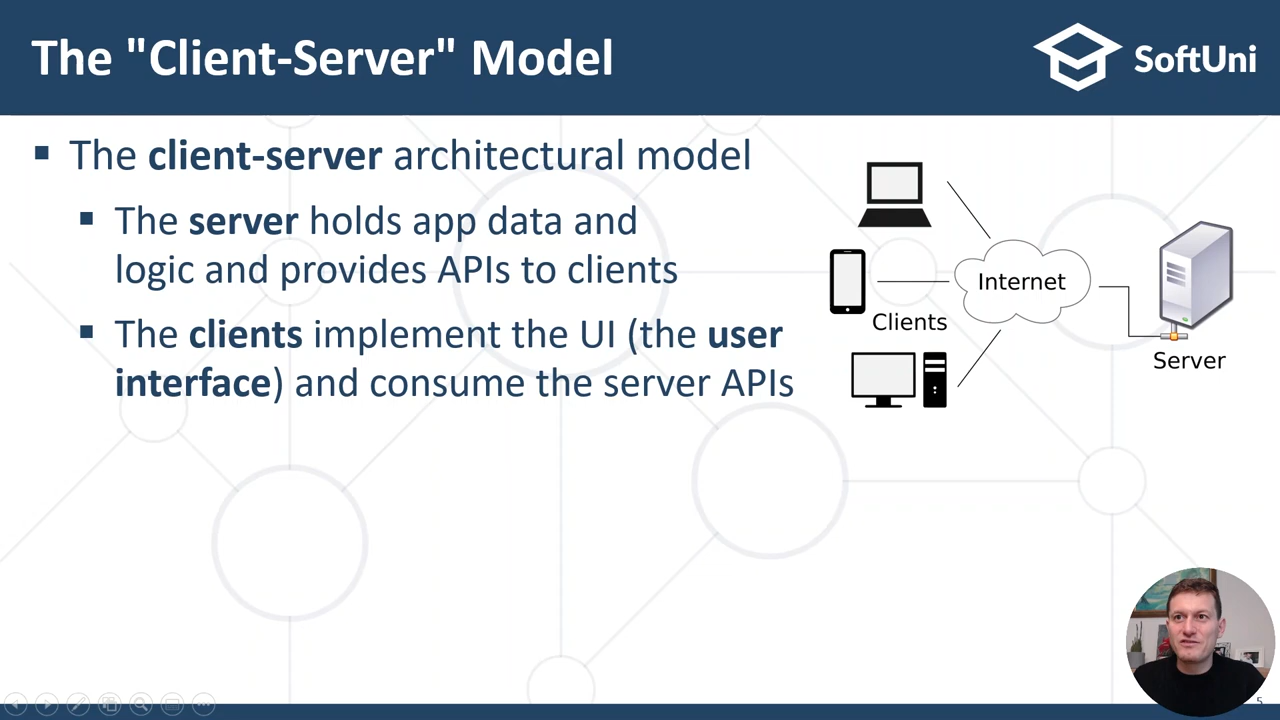 The "Client-Server" Model
SoftUni
▪ The client-server architectural model
▪ The server holds app data and
logic and provides APIs to clients
▪ The clients implement the UI (the user
interface) and consume the server APIs
Internet
Clients
Server
5